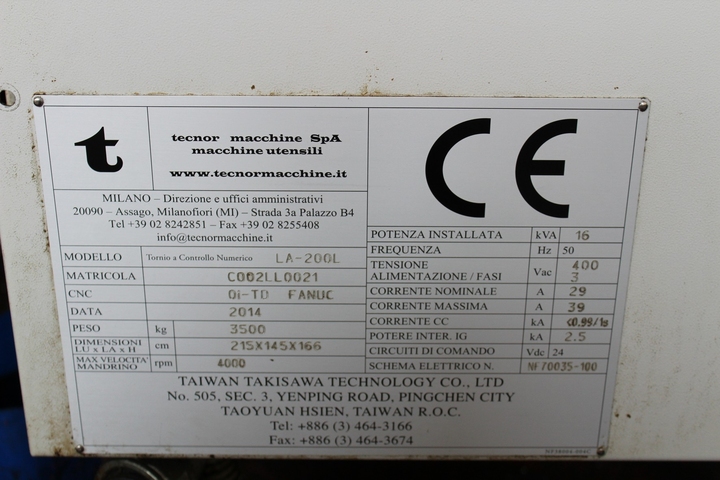 t
tecnor macchine SpA
macchine utensili
www.tecnormacchine.it
CE
MILANO – Direzione e uffici amministrativi
20090 – Assago, Milanofiori (MI) – Strada 3a Palazzo B4
Tel +39 02 8242851 – Fax +39 02 8255408
info@tecnormacchine.it
MODELLO Tornio a Controllo Numerico LA-200L
MATRICOLA C002LL0021
CNC 0i-TD FANUC
DATA 2014
PESO kg 3500
DIMENSIONI
LU x LA x H cm 215X145X166
MAX VELOCITA'
MANDRINO rpm 4000
POTENZA INSTALLATA kVA 16
FREQUENZA Hz 50
TENSIONE
ALIMENTAZIONE / FASI Vac 400
3
CORRENTE NOMINALE A 29
CORRENTE MASSIMA A 39
CORRENTE CC kA <0.99/1s
POTERE INTER. IG kA 2.5
CIRCUITI DI COMANDO Vdc 24
SCHEMA ELETTRICO N. NF70035-100
TAIWAN TAKISAWA TECHNOLOGY CO., LTD
No. 505, SEC. 3, YENPING ROAD, PINGCHEN CITY
TAOYUAN HSIEN, TAIWAN R.O.C.
Tel: +886 (3) 464-3166
Fax: +886 (3) 464-3674